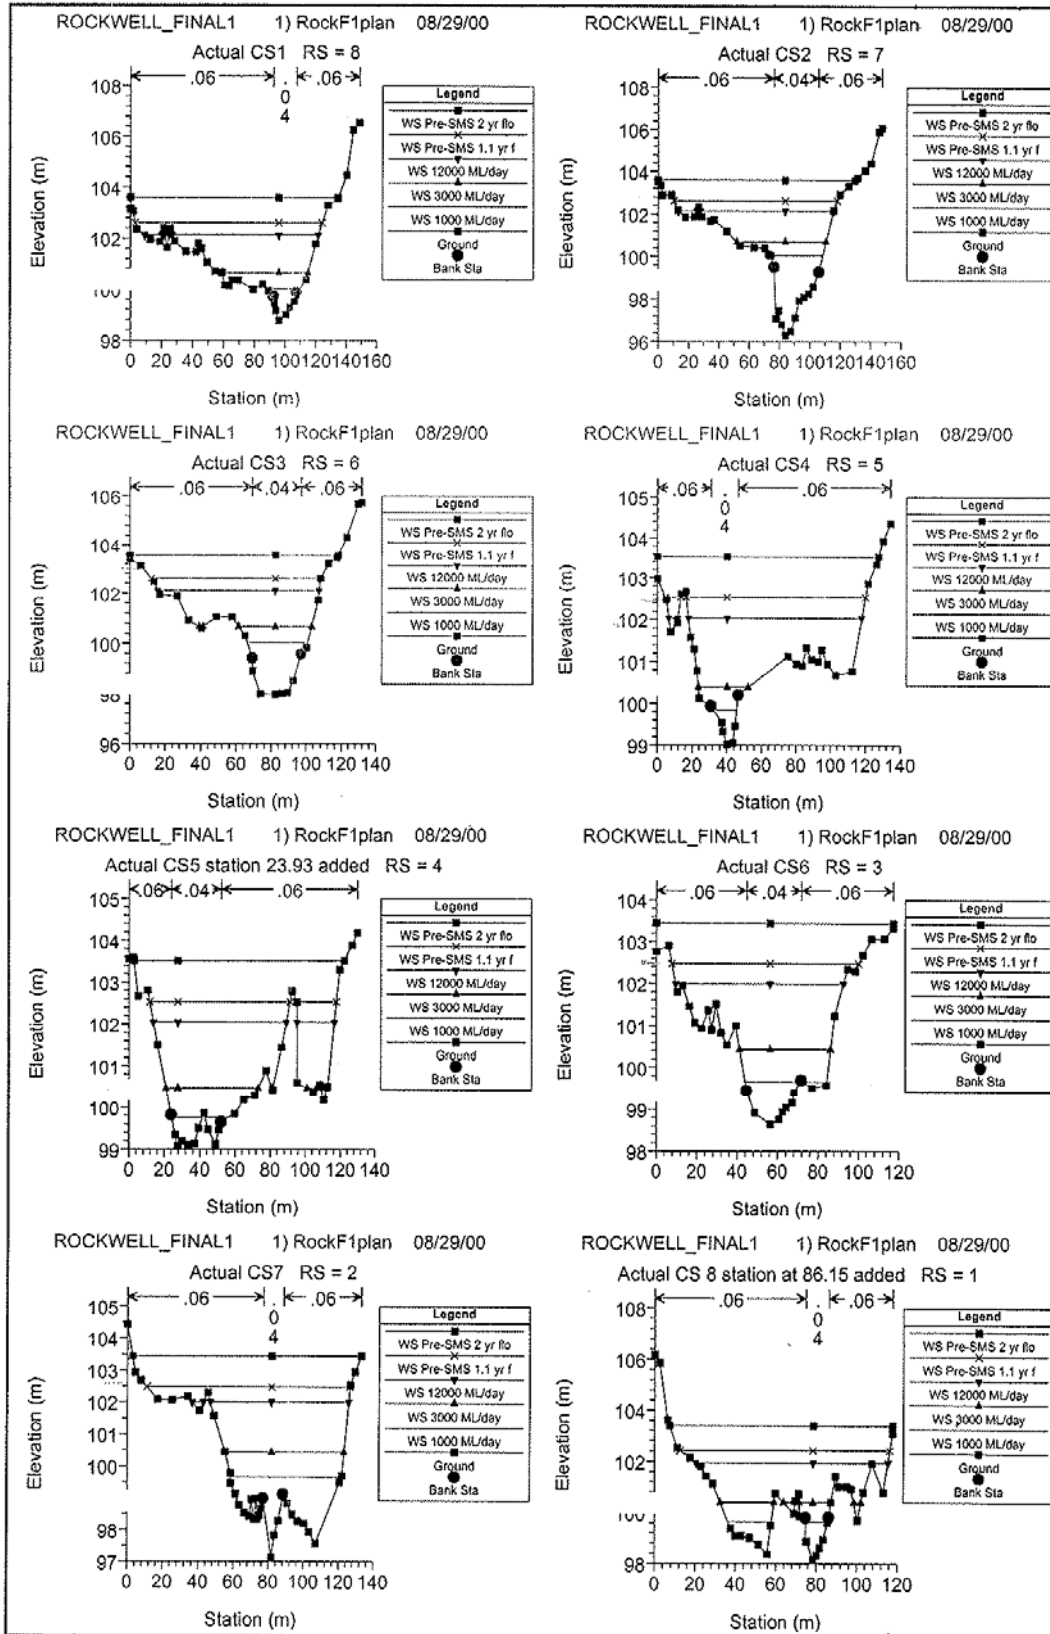 ROCKWELL_FINAL1 1) RockF1plan 08/29/00
Actual CS1 RS = 8
.06 .04 .06
Legend
WS Pre-SMS 2 yr flo
WS Pre-SMS 1.1 yr f
WS 12000 ML/day
WS 3000 ML/day
WS 1000 ML/day
Ground
Bank Sta
Elevation (m)
108
106
104
102
100
98
0 20 40 60 80 100 120 140 160
Station (m)
ROCKWELL_FINAL1 1) RockF1plan 08/29/00
Actual CS2 RS = 7
.06 .04 .06
Legend
WS Pre-SMS 2 yr flo
WS Pre-SMS 1.1 yr f
WS 12000 ML/day
WS 3000 ML/day
WS 1000 ML/day
Ground
Bank Sta
Elevation (m)
108
106
104
102
100
98
96
0 20 40 60 80 100 120 140 160
Station (m)
ROCKWELL_FINAL1 1) RockF1plan 08/29/00
Actual CS3 RS = 6
.06 .04 .06
Legend
WS Pre-SMS 2 yr flo
WS Pre-SMS 1.1 yr f
WS 12000 ML/day
WS 3000 ML/day
WS 1000 ML/day
Ground
Bank Sta
Elevation (m)
106
104
102
100
98
96
0 20 40 60 80 100 120 140
Station (m)
ROCKWELL_FINAL1 1) RockF1plan 08/29/00
Actual CS4 RS = 5
.06 .04 .06
Legend
WS Pre-SMS 2 yr flo
WS Pre-SMS 1.1 yr f
WS 12000 ML/day
WS 3000 ML/day
WS 1000 ML/day
Ground
Bank Sta
Elevation (m)
105
104
103
102
101
100
99
0 20 40 60 80 100 120 140
Station (m)
ROCKWELL_FINAL1 1) RockF1plan 08/29/00
Actual CS5 station 23.93 added RS = 4
.06 .04 .06
Legend
WS Pre-SMS 2 yr flo
WS Pre-SMS 1.1 yr f
WS 12000 ML/day
WS 3000 ML/day
WS 1000 ML/day
Ground
Bank Sta
Elevation (m)
105
104
103
102
101
100
99
0 20 40 60 80 100 120 140
Station (m)
ROCKWELL_FINAL1 1) RockF1plan 08/29/00
Actual CS6 RS = 3
.06 .04 .06
Legend
WS Pre-SMS 2 yr flo
WS Pre-SMS 1.1 yr f
WS 12000 ML/day
WS 3000 ML/day
WS 1000 ML/day
Ground
Bank Sta
Elevation (m)
104
103
102
101
100
99
98
0 20 40 60 80 100 120
Station (m)
ROCKWELL_FINAL1 1) RockF1plan 08/29/00
Actual CS7 RS = 2
.06 .04 .06
Legend
WS Pre-SMS 2 yr flo
WS Pre-SMS 1.1 yr f
WS 12000 ML/day
WS 3000 ML/day
WS 1000 ML/day
Ground
Bank Sta
Elevation (m)
105
104
103
102
101
100
99
98
97
0 20 40 60 80 100 120 140
Station (m)
ROCKWELL_FINAL1 1) RockF1plan 08/29/00
Actual CS 8 station at 86.15 added RS = 1
.06 .04 .06
Legend
WS Pre-SMS 2 yr flo
WS Pre-SMS 1.1 yr f
WS 12000 ML/day
WS 3000 ML/day
WS 1000 ML/day
Ground
Bank Sta
Elevation (m)
108
106
104
102
100
98
0 20 40 60 80 100 120
Station (m)